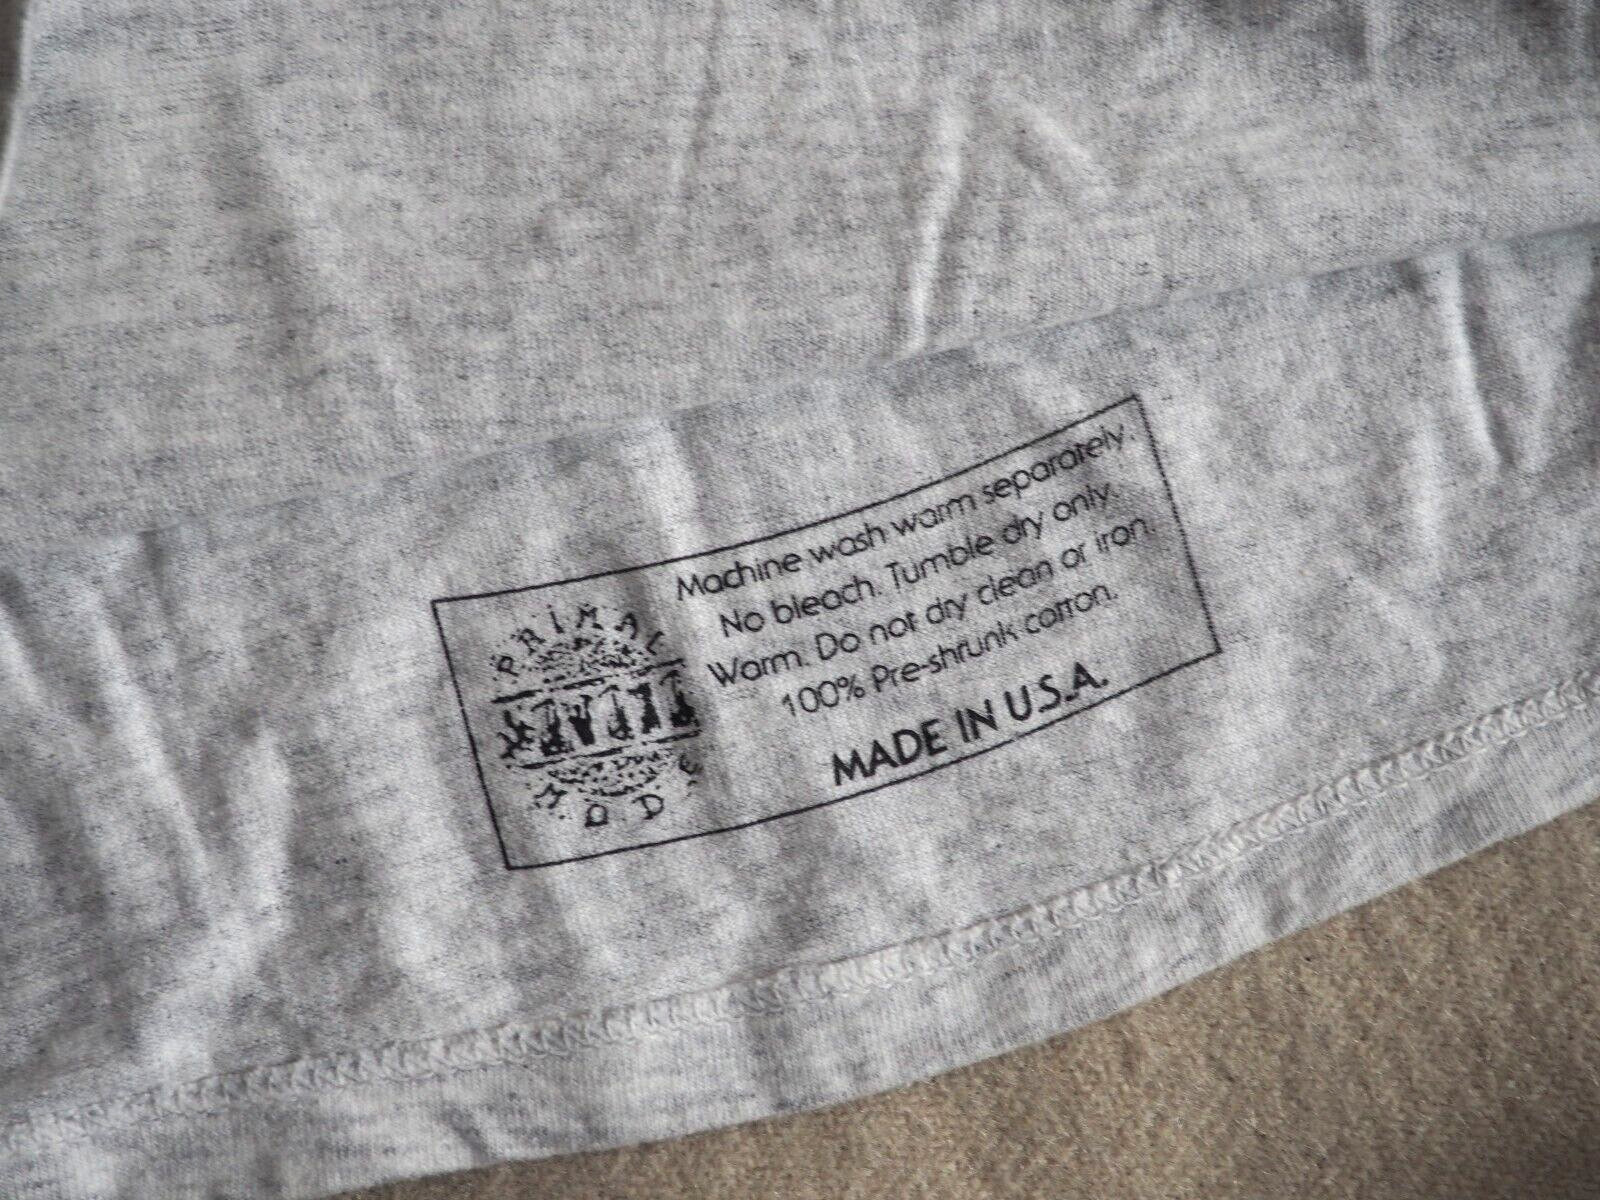 PRIMAL
MODE
Machine wash warm separately.
No bleach. Tumble dry only.
Warm. Do not dry clean or iron.
100% Pre-shrunk cotton.
MADE IN U.S.A.